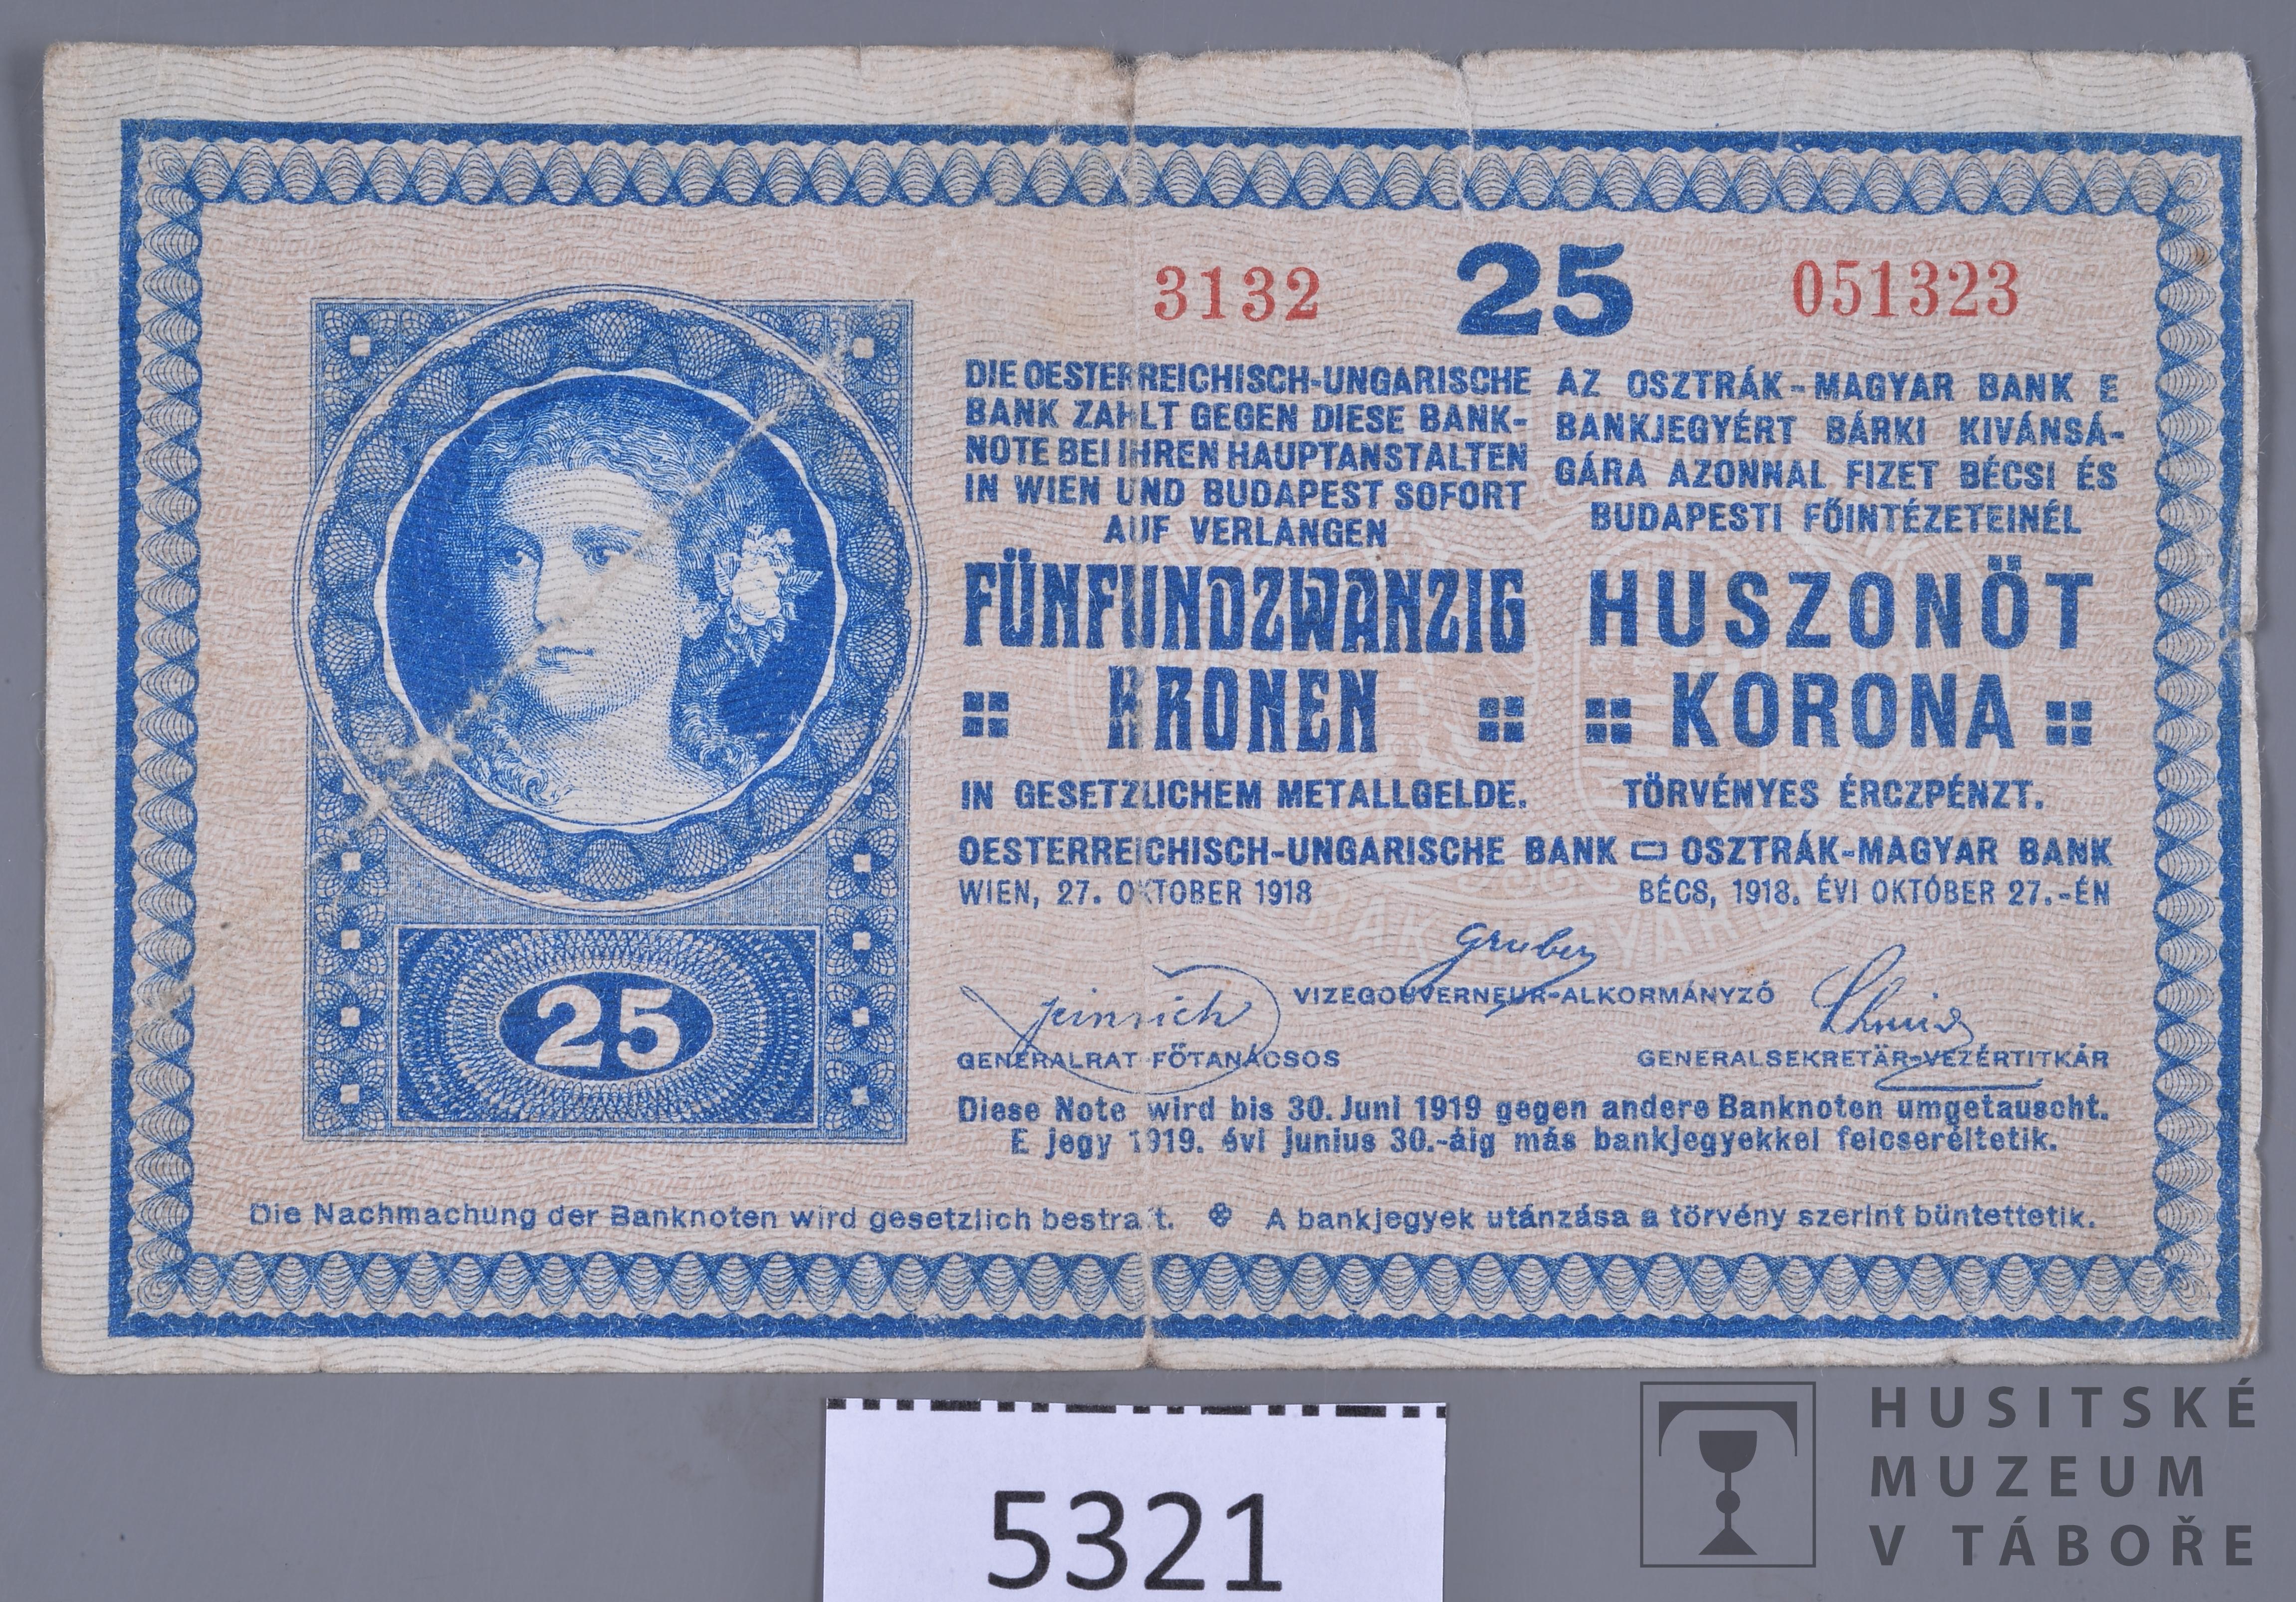 3132 25 051323
DIE OESTERREICHISCH-UNGARISCHE
BANK ZAHLT GEGEN DIESE BANK-
NOTE BEI IHREN HAUPTANSTALTEN
IN WIEN UND BUDAPEST SOFORT
AUF VERLANGEN
FÜNFUNDZWANZIG
KRONEN
IN GESETZLICHEM METALLGELDE.
AZ OSZTRÁK-MAGYAR BANK E
BANKJEGYÉRT BÁRKI KIVÁNSÁ-
GÁRA AZONNAL FIZET BÉCSI ÉS
BUDAPESTI FŐINTÉZETEINÉL
HUSZONÖT
KORONA
TÖRVÉNYES ÉRCZPÉNZT.
OESTERREICHISCH-UNGARISCHE BANK OSZTRÁK-MAGYAR BANK
WIEN, 27. OKTOBER 1918
BÉCS, 1918. ÉVI OKTÓBER 27.-ÉN
Gruber
VIZEGOUVERNEUR-ALKORMÁNYZÓ
GENERALRAT FŐTANÁCSOS
GENERALSEKRETÄR-VEZÉRTITKÁR
25
Diese Note wird bis 30. Juni 1919 gegen andere Banknoten umgetauscht.
E jegy 1919. évi junius 30.-áig más bankjegyekkel felcseréltetik.
Die Nachmachung der Banknoten wird gesetzlich bestraft. A bankjegyek utánzása a törvény szerint büntettetik.
5321
HUSITSKÉ
MUZEUM
V TÁBOŘE